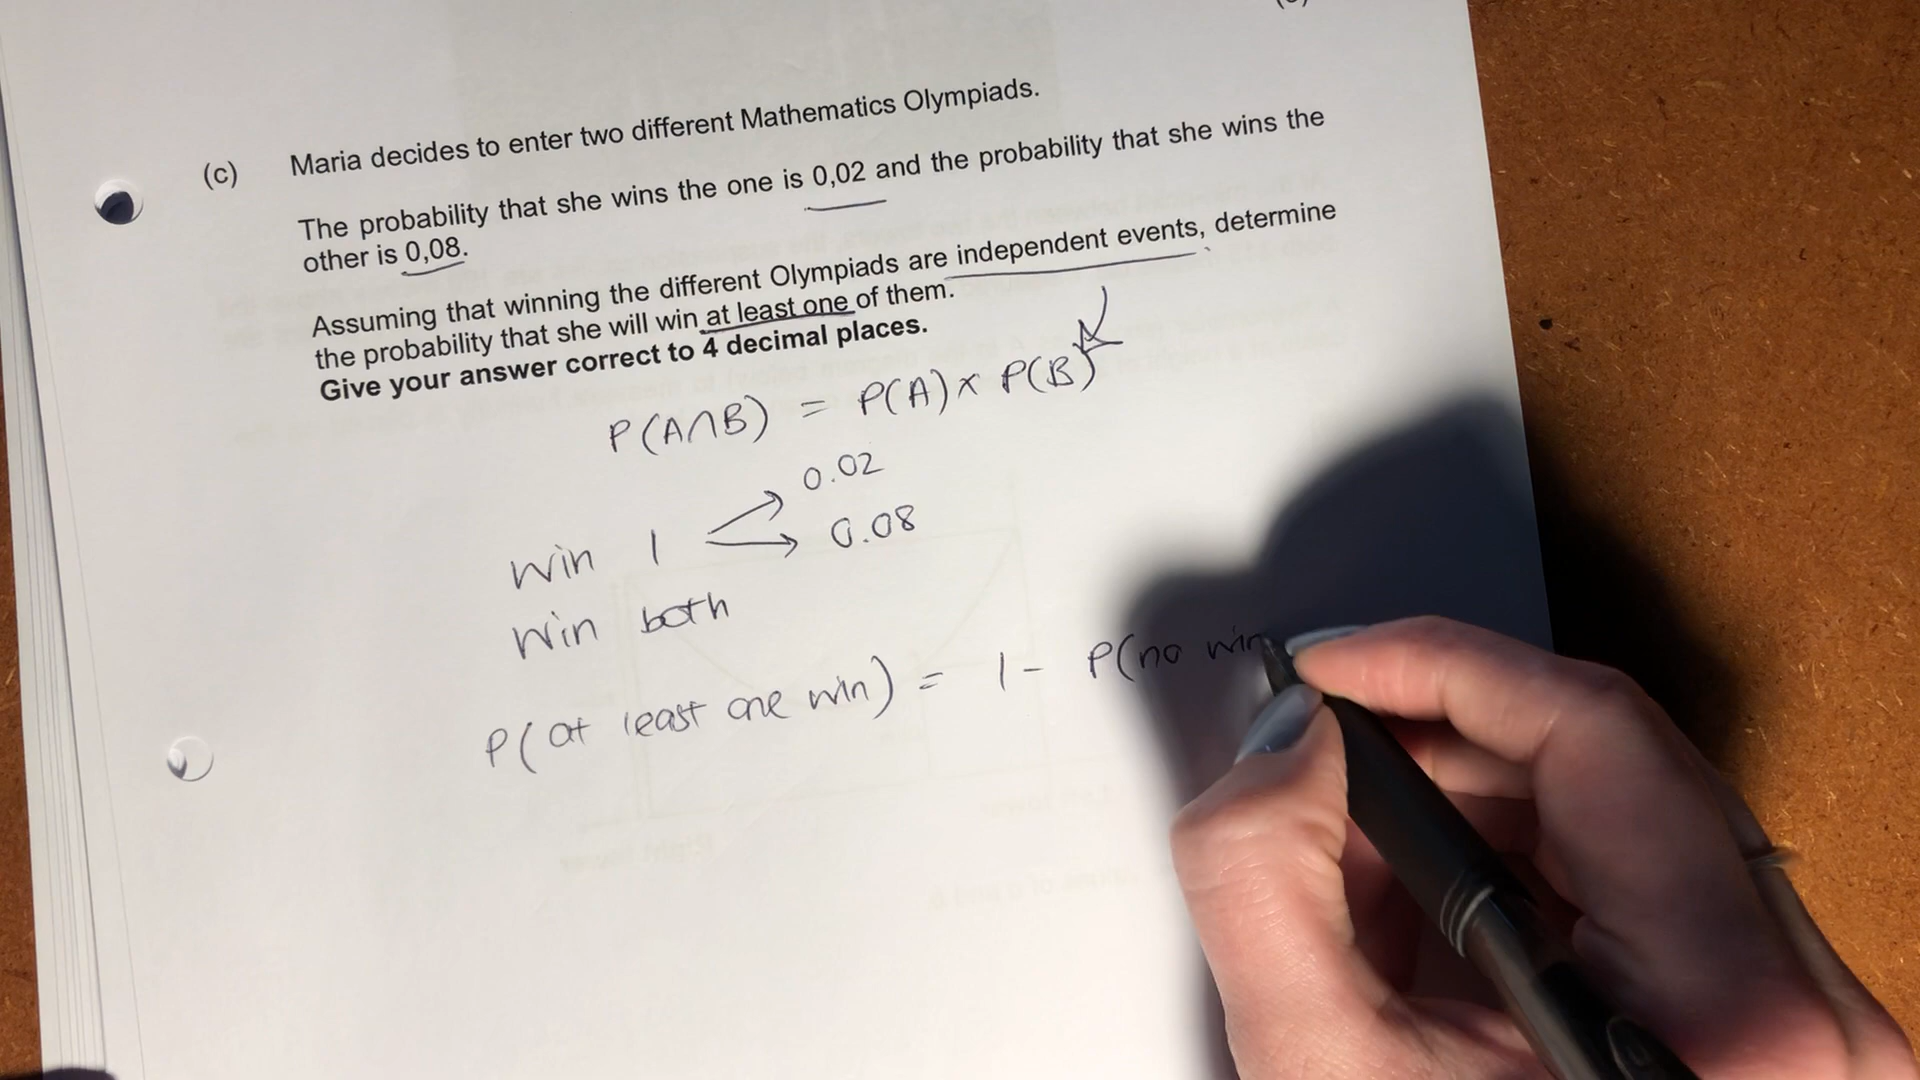 (c) Maria decides to enter two different Mathematics Olympiads.
The probability that she wins the one is 0,02 and the probability that she wins the
other is 0,08.
Assuming that winning the different Olympiads are independent events, determine
the probability that she will win at least one of them.
Give your answer correct to 4 decimal places.
P(A∩B) = P(A) × P(B)
0.02
win 1
0.08
win both
P(at least one win) = 1 - P(no win